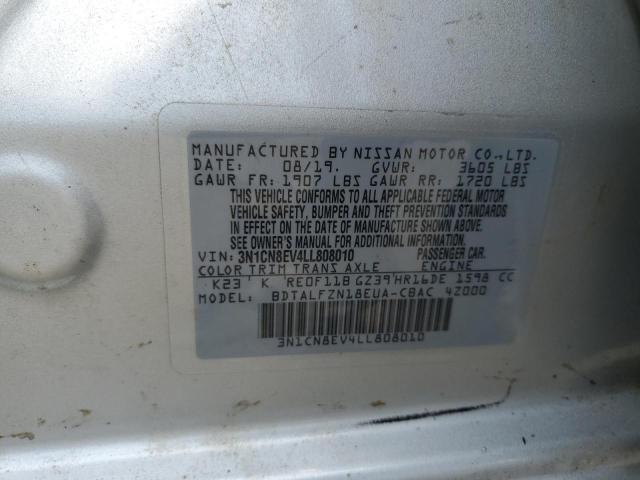 MANUFACTURED BY NISSAN MOTOR CO.,LTD.
DATE: 08/19. GVWR: 3605 LBS
GAWR FR: 1907 LBS GAWR RR: 1720 LBS
THIS VEHICLE CONFORMS TO ALL APPLICABLE FEDERAL MOTOR
VEHICLE SAFETY, BUMPER AND THEFT PREVENTION STANDARDS
IN EFFECT ON THE DATE OF MANUFACTURE SHOWN ABOVE.
SEE OWNER'S MANUAL FOR ADDITIONAL INFORMATION.
VIN: 3N1CN8EV4LL808010 PASSENGER CAR.
COLOR TRIM TRANS AXLE ENGINE
K23 K RE0F11B GZ39 HR16DE 1598 CC
MODEL: BDTALFZN18EUA-CBAC 4Z000
3N1CN8EV4LL808010